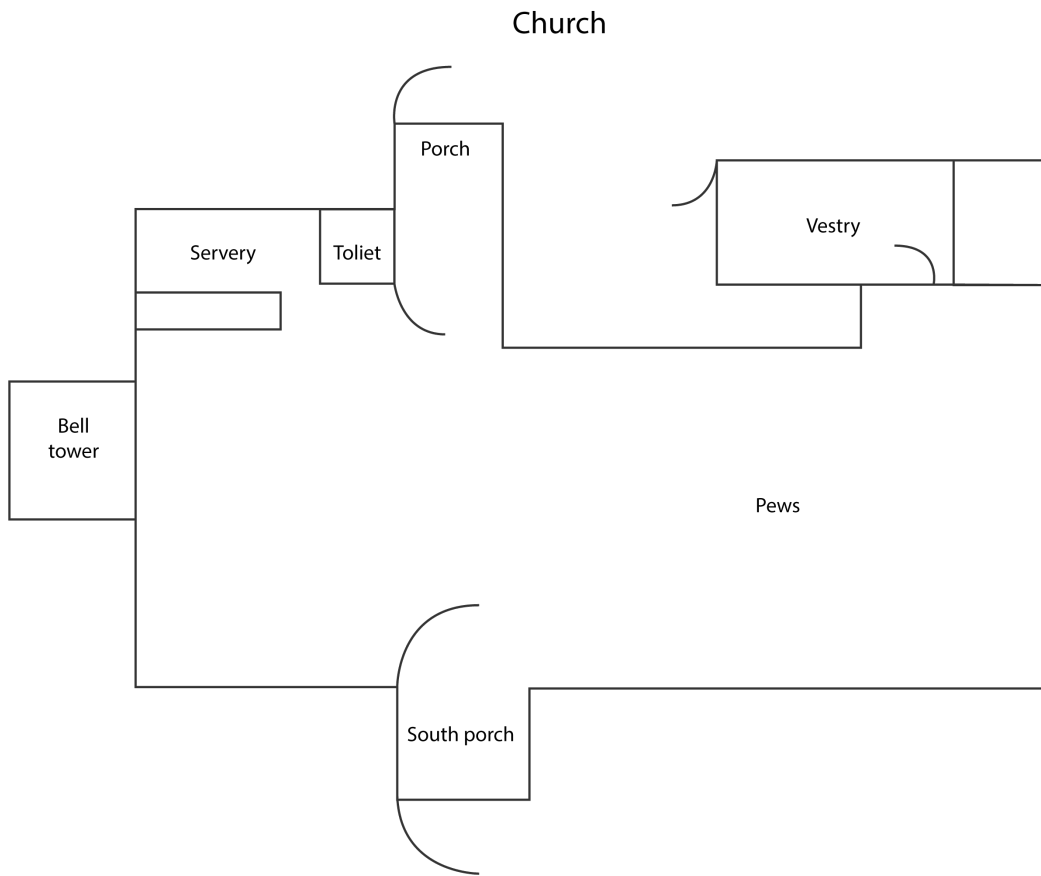 Church
Porch
Vestry
Servery
Toliet
Bell
tower
Pews
South porch